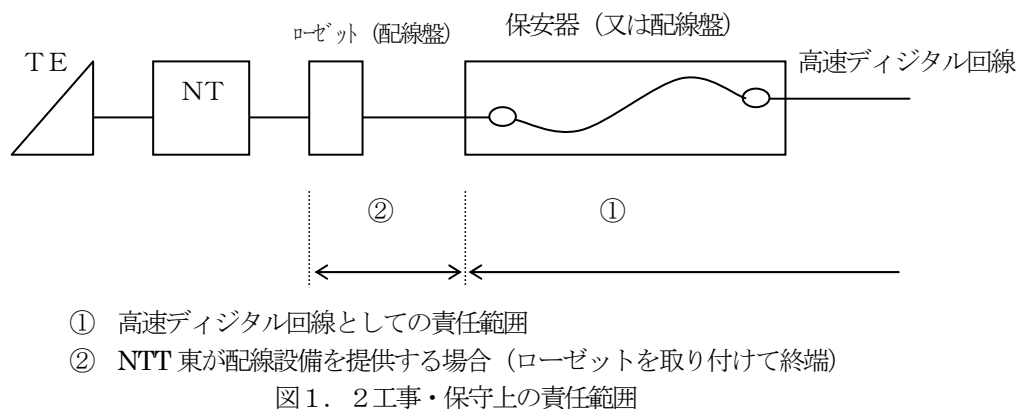 ﾛｰｾﾞｯﾄ（配線盤）
保安器（又は配線盤）
ＴＥ
NT
高速ディジタル回線
②
①
① 高速ディジタル回線としての責任範囲
② NTT 東が配線設備を提供する場合（ローゼットを取り付けて終端）
図１．２工事・保守上の責任範囲